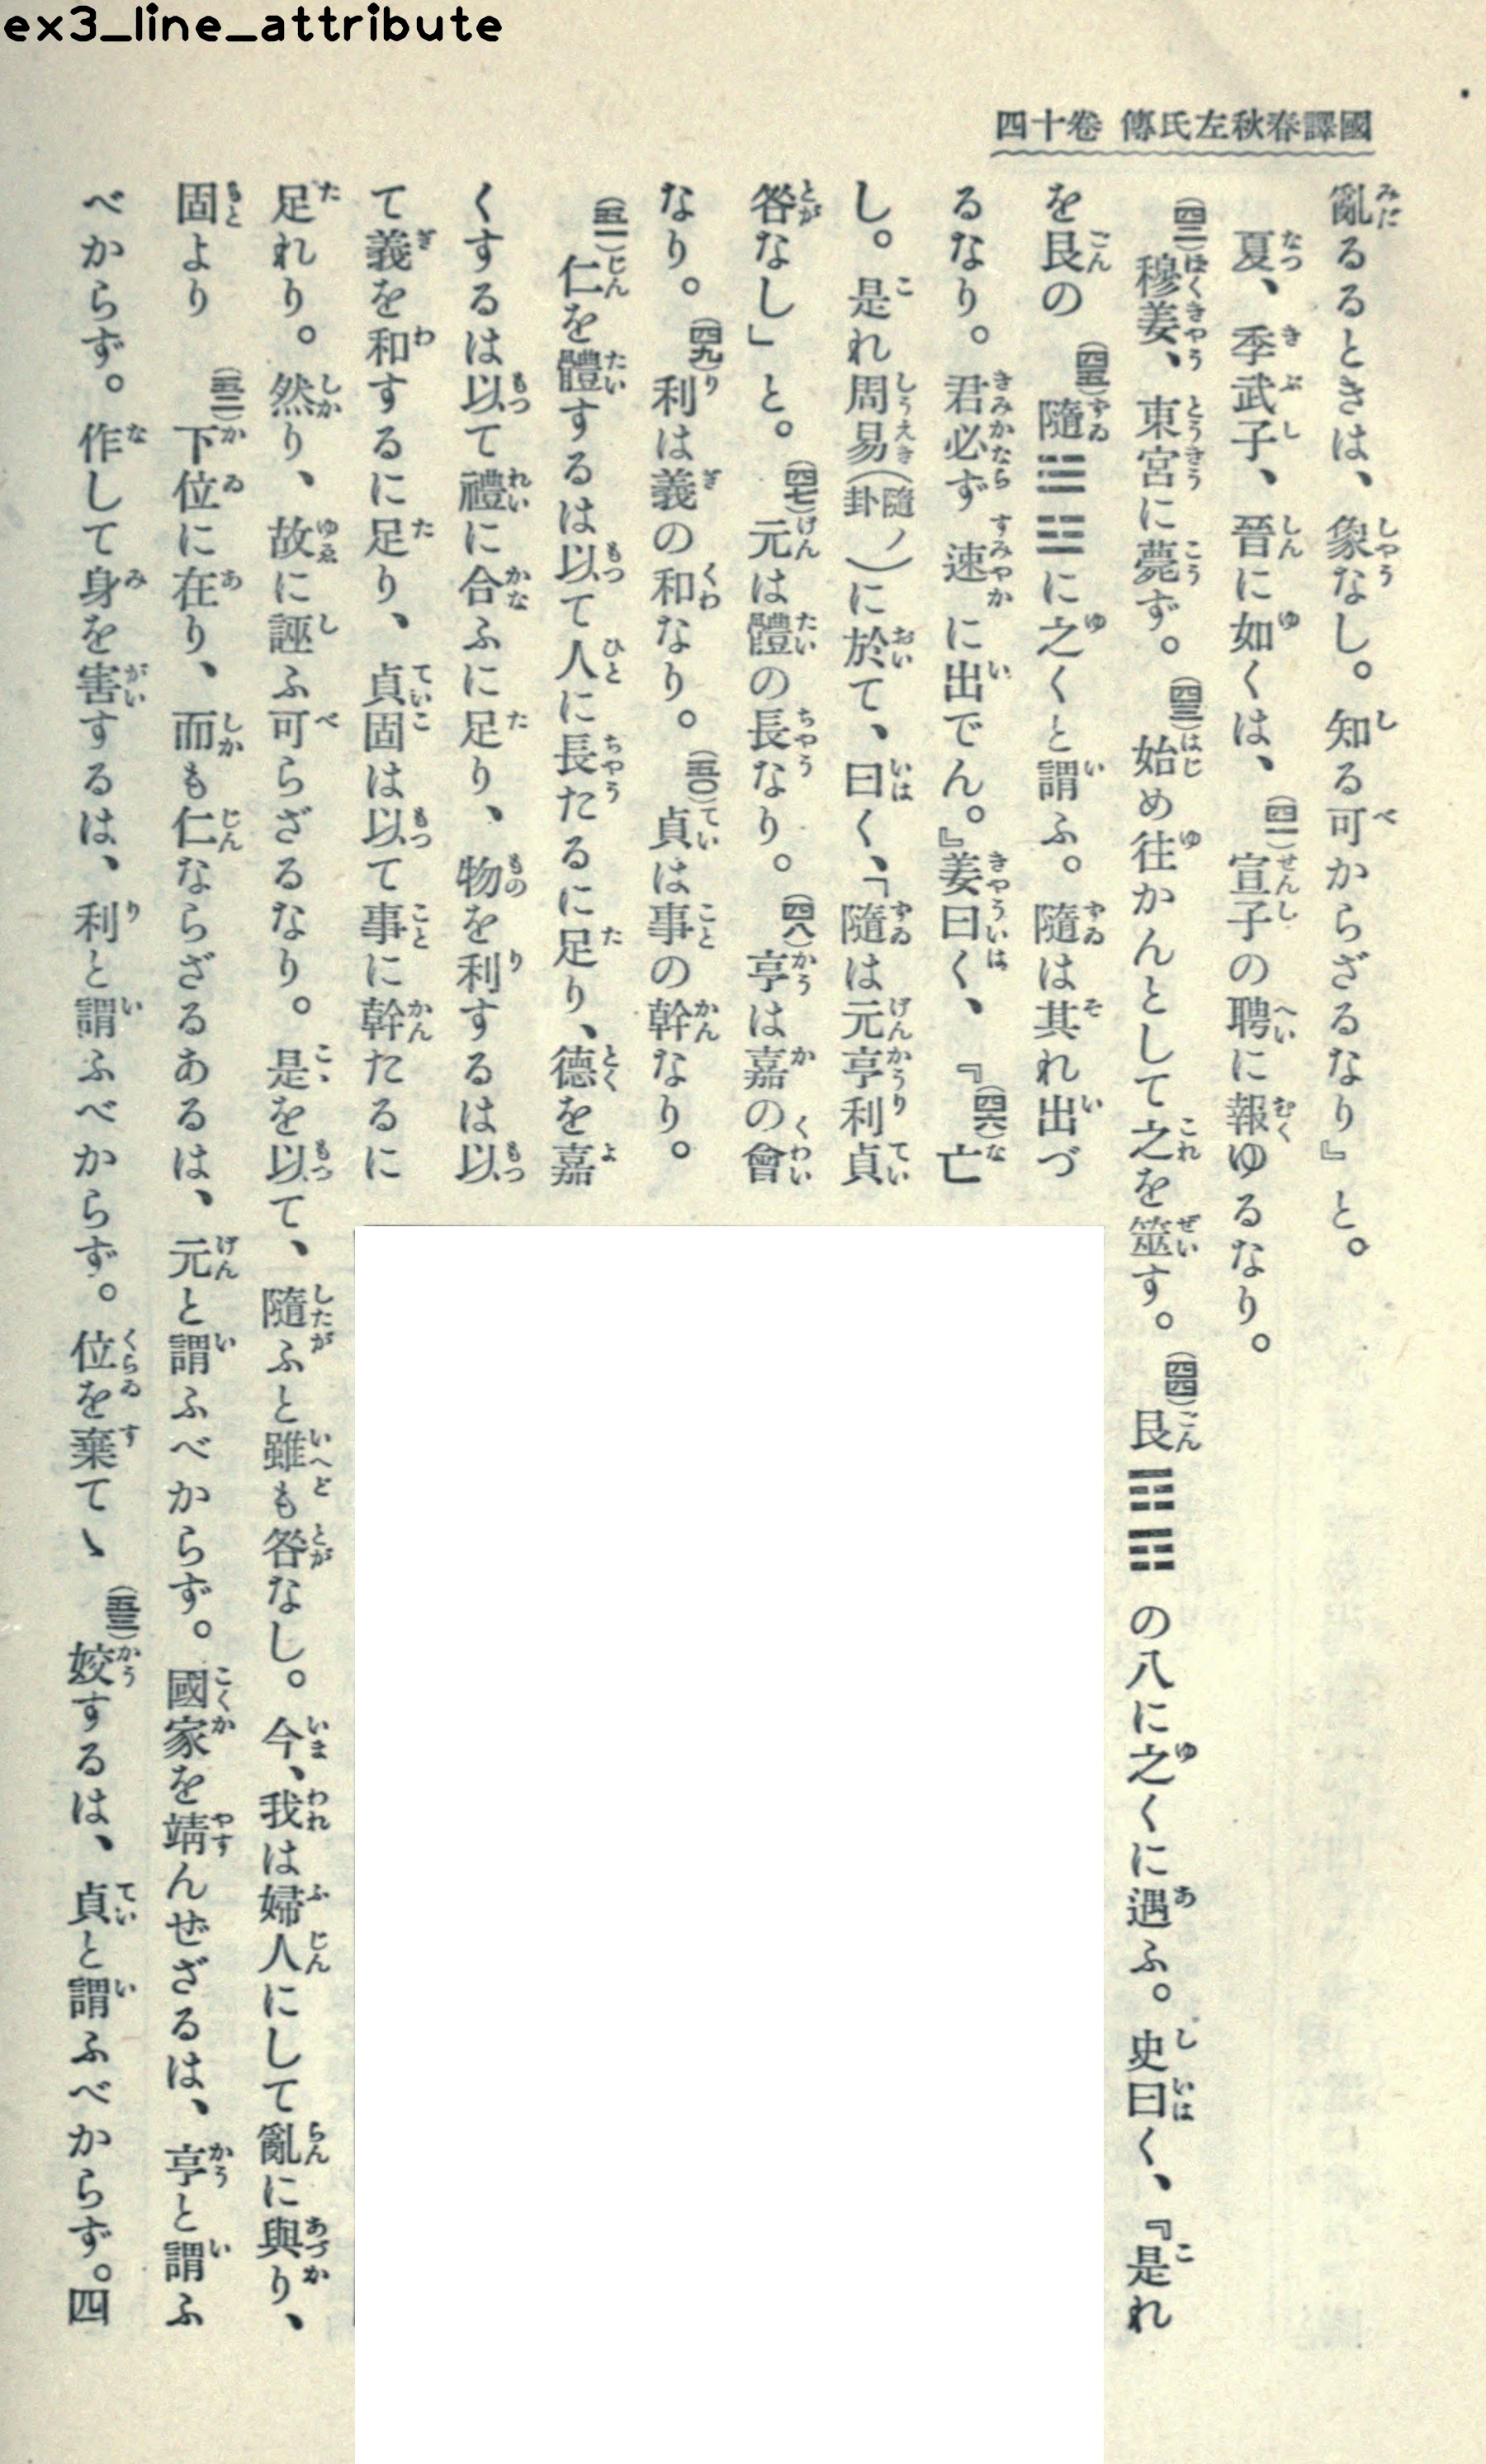 ex3_line_attribute
國譯春秋左氏傳 卷十四
亂るるときは、象なし。知る可からざるなり』と。
夏、季武子、晉に如くは、(四一)宣子の聘に報ゆるなり。
(四二)穆姜、東宮に薨ず。(四三)始め往かんとして之を筮す。(四四)艮䷳の八に之くに遇ふ。史曰く、『是れ
を艮の(四五)隨䷐に之くと謂ふ。隨は其れ出づ
るなり。君必ず速かに出でん。』姜曰く、『(四六)亡
し。是れ周易(隨ノ卦)に於て、曰く、「隨は元亨利貞
咎なし」と。(四七)元は體の長なり。(四八)亨は嘉の會
なり。(四九)利は義の和なり。(五〇)貞は事の幹なり。
(五一)仁を體するは以て人に長たるに足り、德を嘉
くするは以て禮に合ふに足り、物を利するは以
て義を和するに足り、貞固は以て事に幹たるに
足れり。然り、故に誣ふ可らざるなり。是を以て、隨ふと雖も咎なし。今、我は婦人にして亂に與り、
固より(五二)下位に在り、而も仁ならざるあるは、元と謂ふべからず。國家を靖んぜざるは、亨と謂ふ
べからず。作して身を害するは、利と謂ふべからず。位を棄てゝ(五三)姣するは、貞と謂ふべからず。四